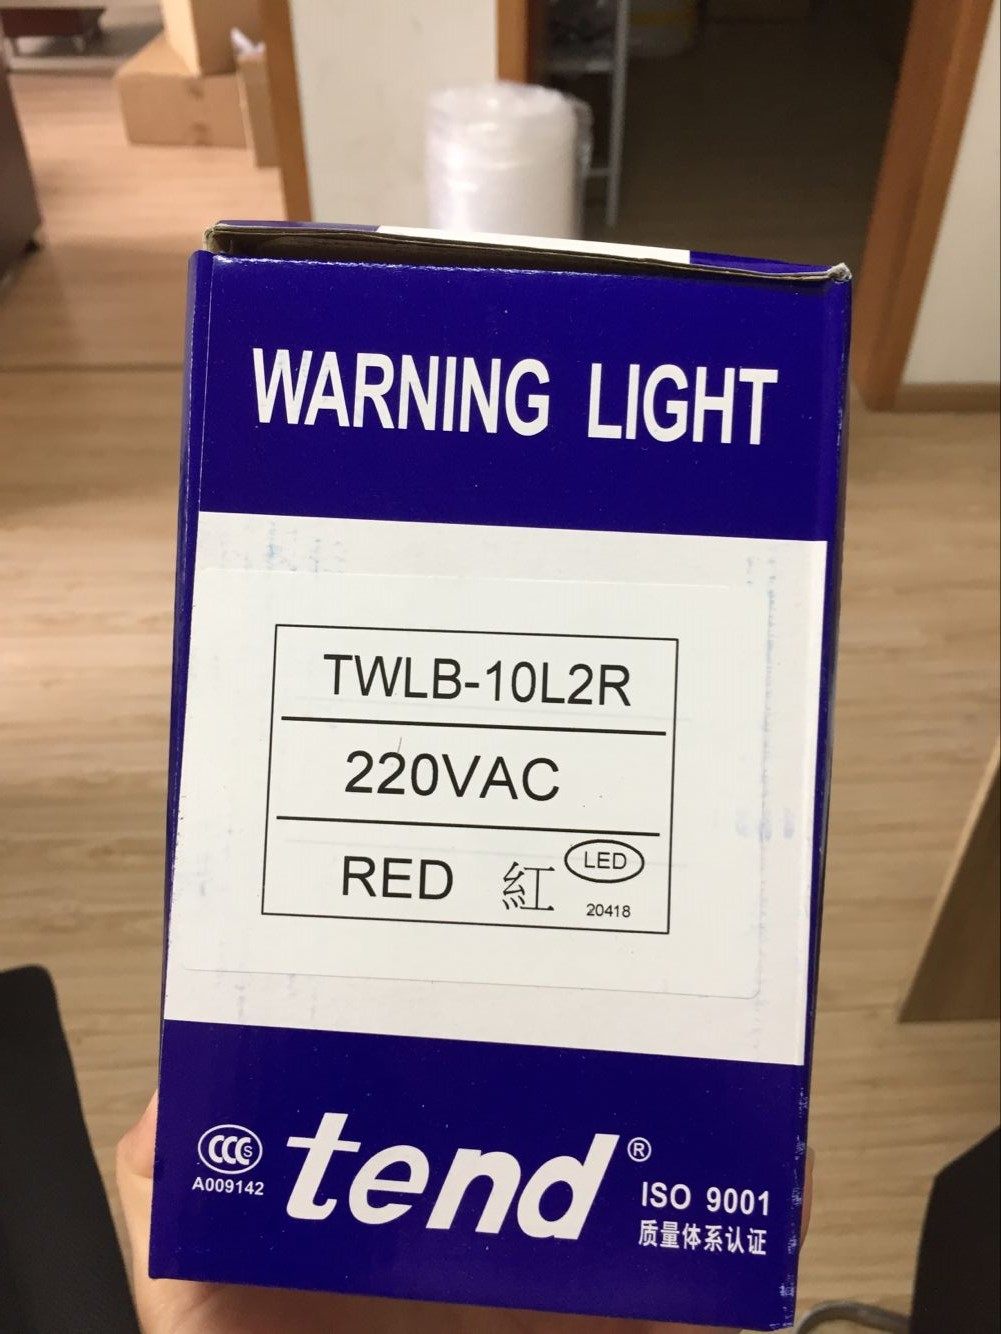 WARNING LIGHT
TWLB-10L2R
220VAC
RED 紅 LED
20418
CCC S
A009142
tend®
ISO 9001
质量体系认证